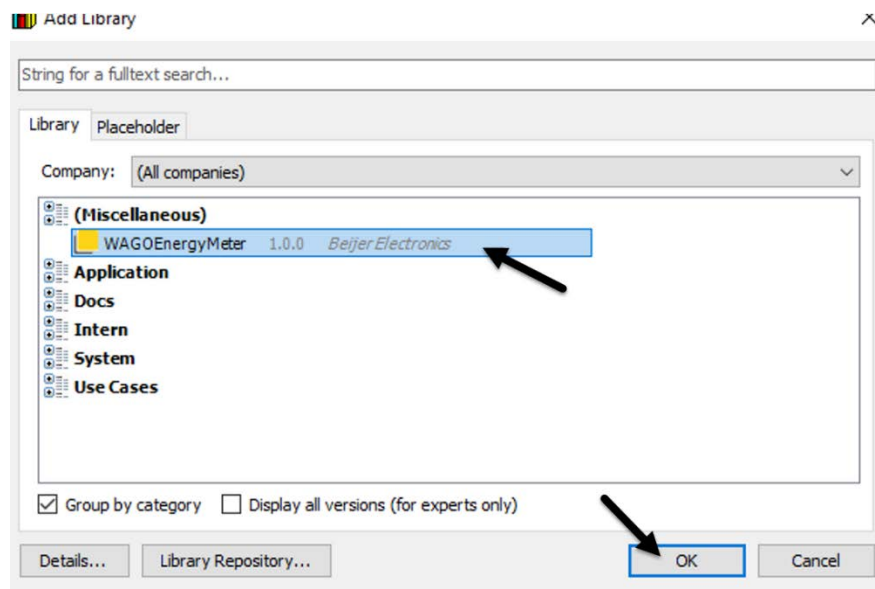 Add Library
String for a fulltext search...
Library Placeholder
Company: (All companies)
(Miscellaneous)
WAGOEnergyMeter 1.0.0 Beijer Electronics
Application
Docs
Intern
System
Use Cases
Group by category Display all versions (for experts only)
Details... Library Repository... OK Cancel